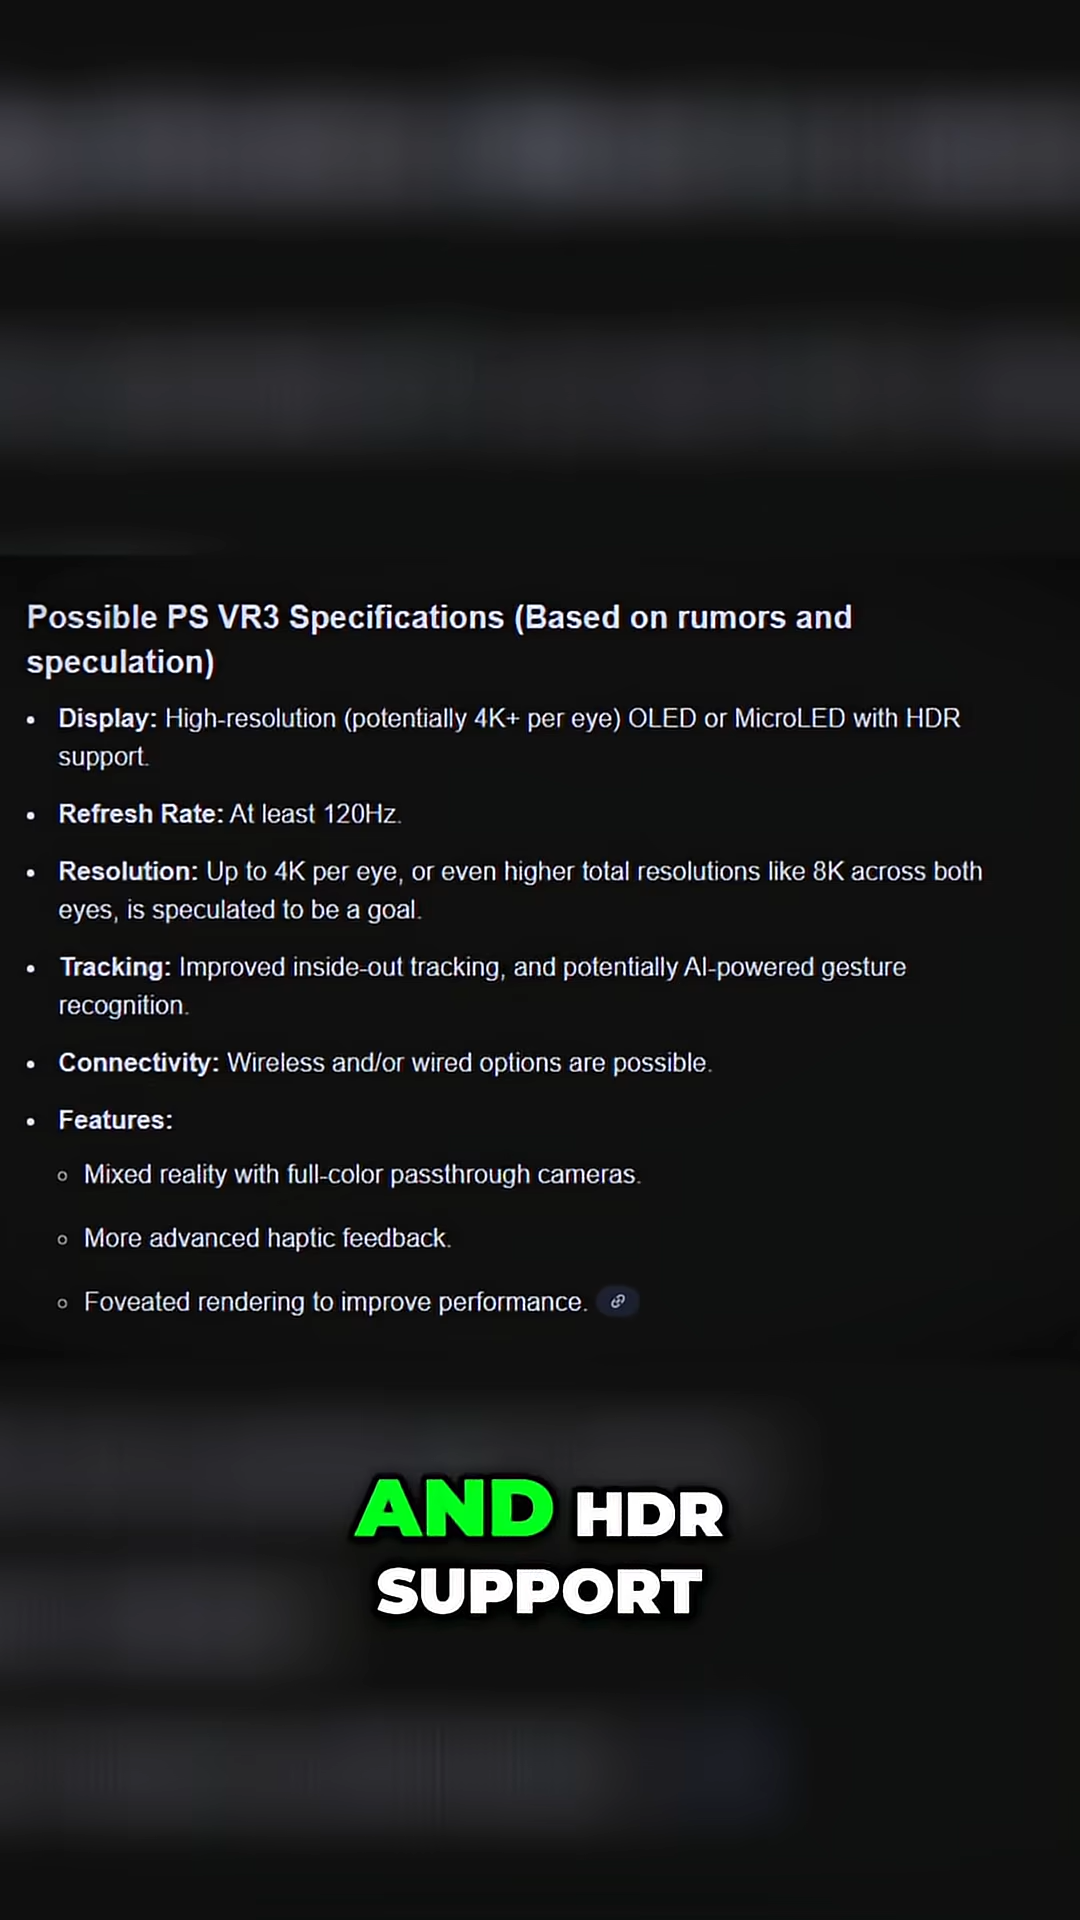 Possible PS VR3 Specifications (Based on rumors and
speculation)
• Display: High-resolution (potentially 4K+ per eye) OLED or MicroLED with HDR
support.
• Refresh Rate: At least 120Hz.
• Resolution: Up to 4K per eye, or even higher total resolutions like 8K across both
eyes, is speculated to be a goal.
• Tracking: Improved inside-out tracking, and potentially AI-powered gesture
recognition.
• Connectivity: Wireless and/or wired options are possible.
• Features:
◦ Mixed reality with full-color passthrough cameras.
◦ More advanced haptic feedback.
◦ Foveated rendering to improve performance.
AND HDR
SUPPORT